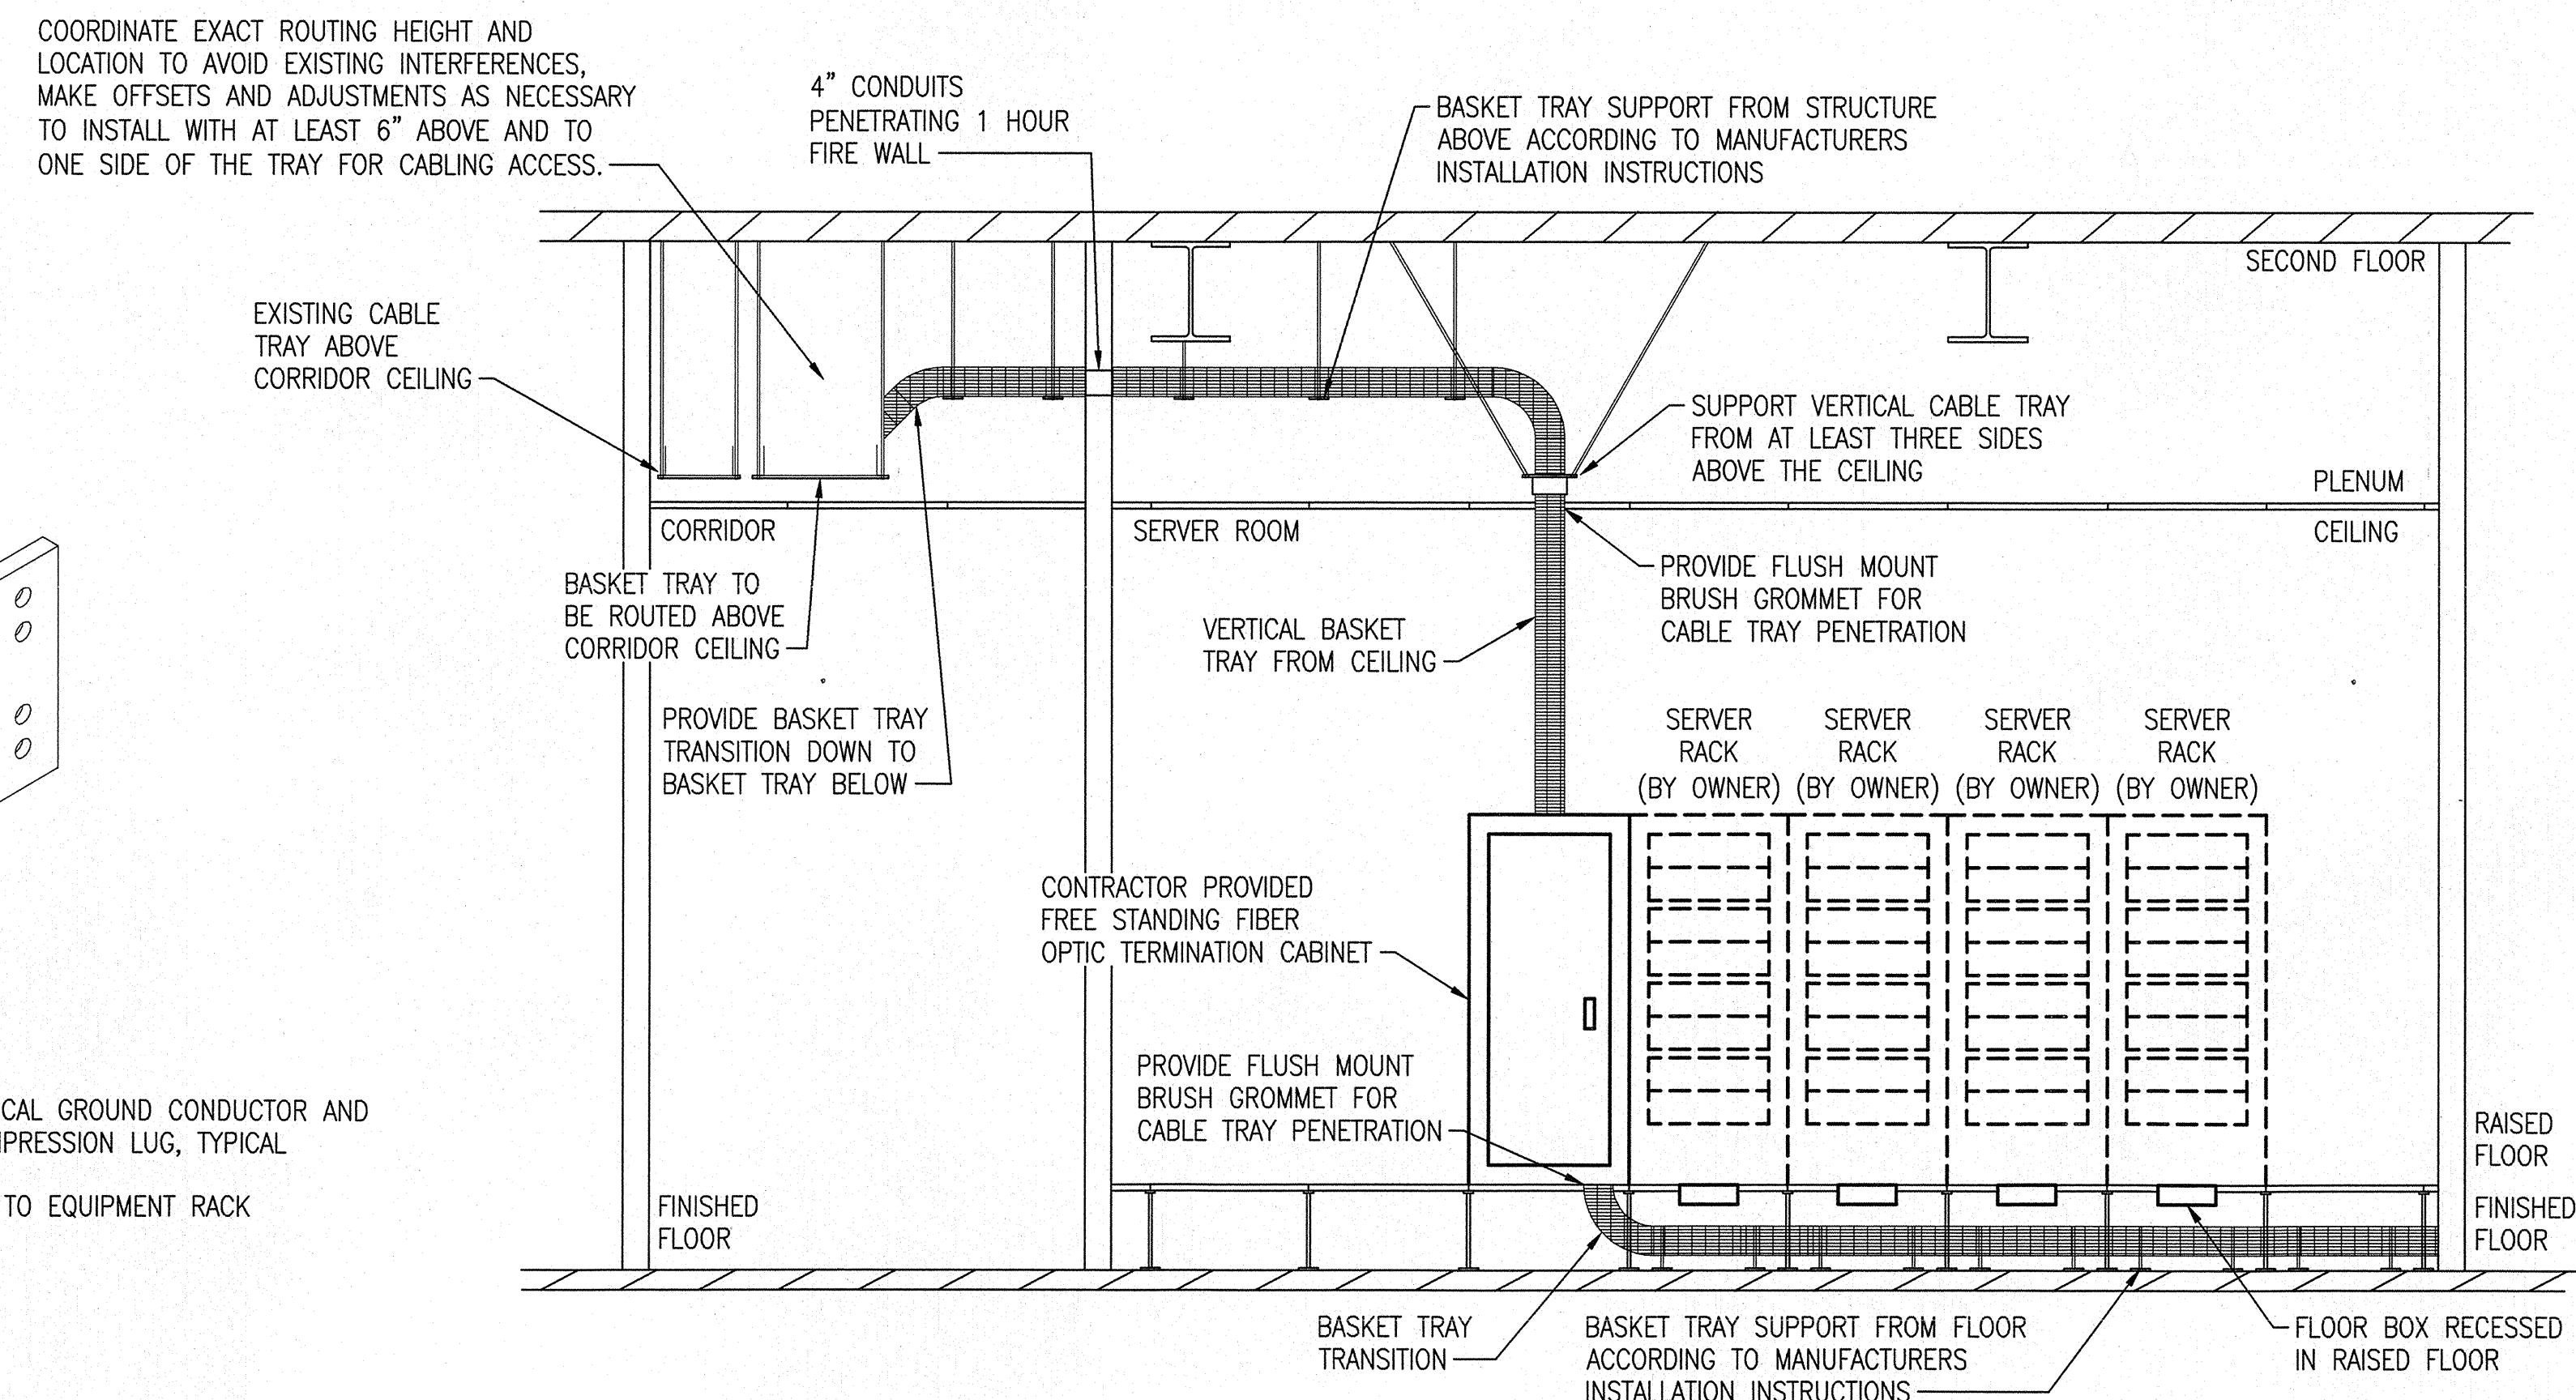 COORDINATE EXACT ROUTING HEIGHT AND
LOCATION TO AVOID EXISTING INTERFERENCES,
MAKE OFFSETS AND ADJUSTMENTS AS NECESSARY
TO INSTALL WITH AT LEAST 6” ABOVE AND TO
ONE SIDE OF THE TRAY FOR CABLING ACCESS.
4” CONDUITS
PENETRATING 1 HOUR
FIRE WALL
BASKET TRAY SUPPORT FROM STRUCTURE
ABOVE ACCORDING TO MANUFACTURERS
INSTALLATION INSTRUCTIONS
SECOND FLOOR
EXISTING CABLE
TRAY ABOVE
CORRIDOR CEILING
SUPPORT VERTICAL CABLE TRAY
FROM AT LEAST THREE SIDES
ABOVE THE CEILING
PLENUM
CEILING
CORRIDOR
SERVER ROOM
BASKET TRAY TO
BE ROUTED ABOVE
CORRIDOR CEILING
PROVIDE FLUSH MOUNT
BRUSH GROMMET FOR
CABLE TRAY PENETRATION
VERTICAL BASKET
TRAY FROM CEILING
PROVIDE BASKET TRAY
TRANSITION DOWN TO
BASKET TRAY BELOW
SERVER
RACK
(BY OWNER)
SERVER
RACK
(BY OWNER)
SERVER
RACK
(BY OWNER)
SERVER
RACK
(BY OWNER)
CONTRACTOR PROVIDED
FREE STANDING FIBER
OPTIC TERMINATION CABINET
PROVIDE FLUSH MOUNT
BRUSH GROMMET FOR
CABLE TRAY PENETRATION
CAL GROUND CONDUCTOR AND
PRESSION LUG, TYPICAL
TO EQUIPMENT RACK
FINISHED
FLOOR
RAISED
FLOOR
FINISHED
FLOOR
BASKET TRAY
TRANSITION
BASKET TRAY SUPPORT FROM FLOOR
ACCORDING TO MANUFACTURERS
INSTALLATION INSTRUCTIONS
FLOOR BOX RECESSED
IN RAISED FLOOR